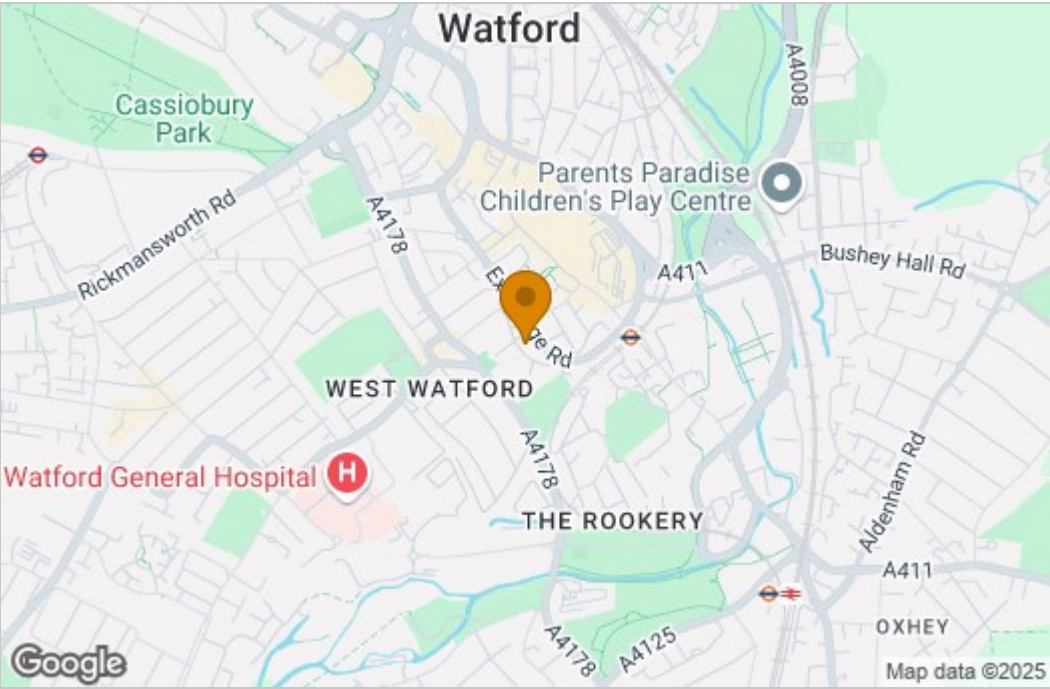 Watford
A4008
Cassiobury
Park
Parents Paradise
Children's Play Centre
Rickmansworth Rd
A4178
A411
Bushey Hall Rd
WEST WATFORD
A4178
Watford General Hospital
H
THE ROOKERY
Aldenham Rd
A411
OXHEY
A4178
A4125
Google
Map data ©2025